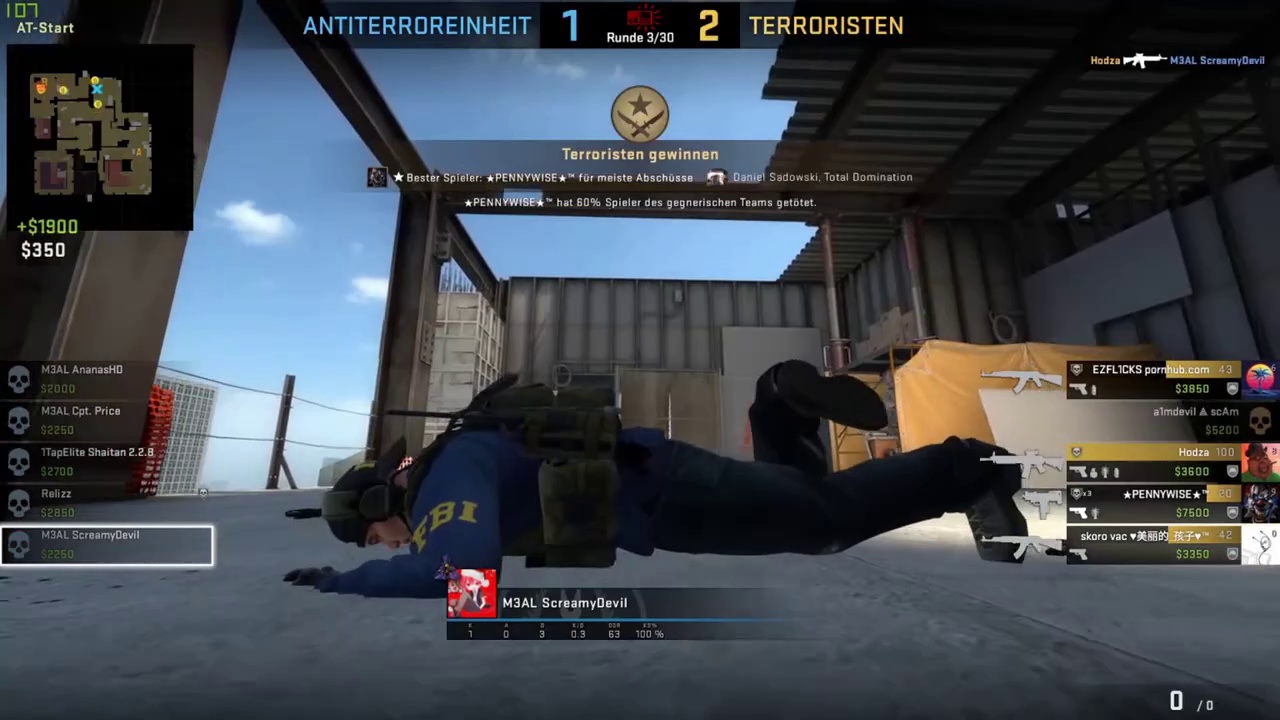 107
AT-Start
ANTITERROREINHEIT 1 Runde 3/30 2 TERRORISTEN
Hodza M3AL ScreamyDevil
Terroristen gewinnen
★ Bester Spieler: ★PENNYWISE★™ für meiste Abschüsse Daniel Sadowski, Total Domination
★PENNYWISE★™ hat 60% Spieler des gegnerischen Teams getötet.
+$1900
$350
M3AL AnanasHD
$2000
M3AL Cpt. Price
$2250
1TapElite Shaitan 2.2.8
$2700
Relizz
$2850
M3AL ScreamyDevil
$2250
EZFL1CKS pornhub.com 43
$3850
a1mdevil ▲ scAm
$5200
Hodza 100
$3600
x3 ★PENNYWISE★™ 20
$7500
skoro vac ♥美丽的 孩子♥™ 42
$3350
FBI
M3AL ScreamyDevil
K A D K/D DSR KS%
1 0 3 0.3 63 100 %
0 / 0